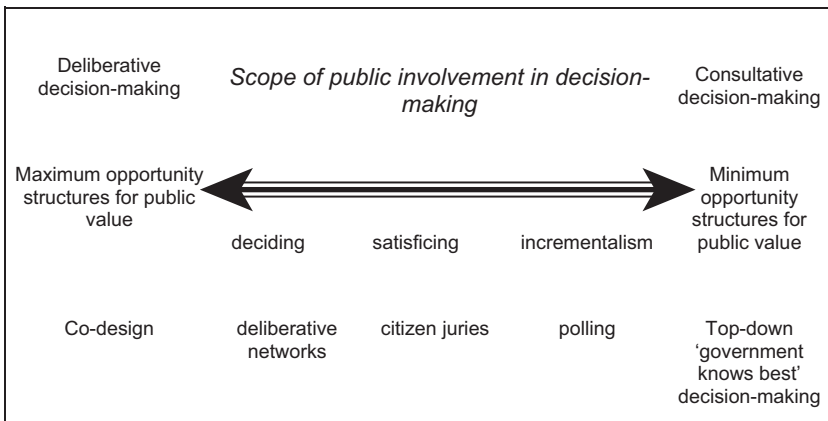 Deliberative
decision-making
Scope of public involvement in decision-
making
Consultative
decision-making
Maximum opportunity
structures for public
value
Minimum
opportunity
structures for
public value
deciding
satisficing
incrementalism
Co-design
deliberative
networks
citizen juries
polling
Top-down
‘government
knows best’
decision-making